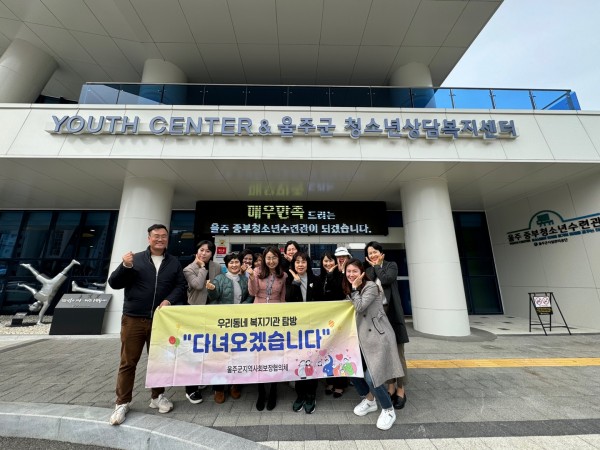 YOUTH CENTER & 울주군 청소년상담복지센터
매우만족 드리는
울주 중부청소년수련관이 되겠습니다.
울주 중부청소년수련관
우리동네 복지기관 탐방
"다녀오겠습니다"
울주군지역사회보장협의체